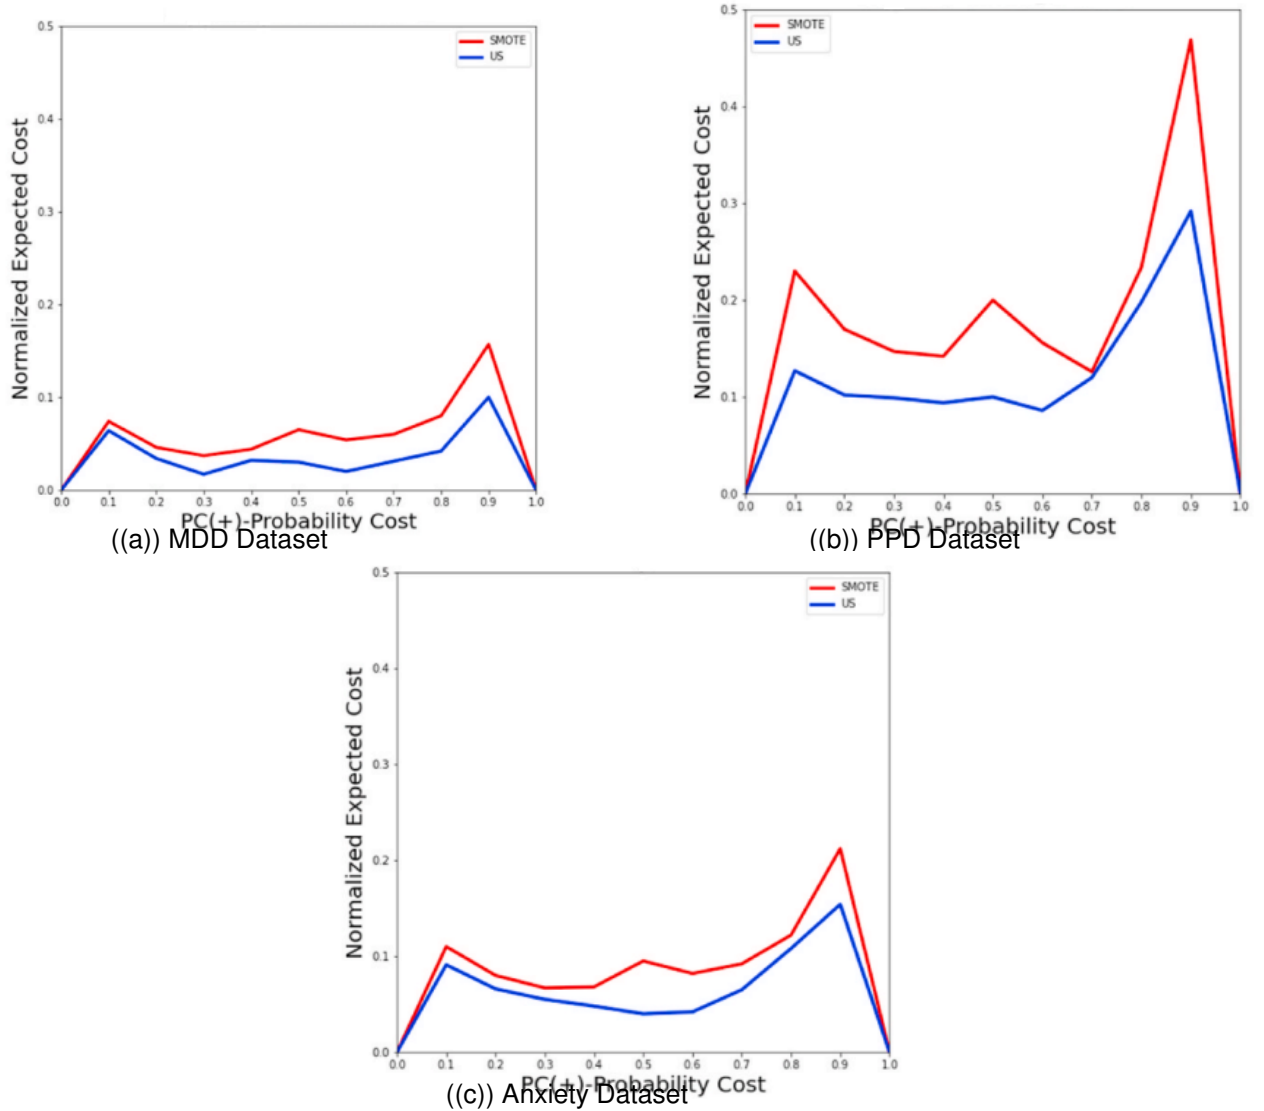 0.5
SMOTE
US
0.4
0.3
0.2
0.1
0.0
Normalized Expected Cost
0.0 0.1 0.2 0.3 0.4 0.5 0.6 0.7 0.8 0.9 1.0
PC(+)-Probability Cost
((a)) MDD Dataset
0.5
SMOTE
US
0.4
0.3
0.2
0.1
0.0
Normalized Expected Cost
0.0 0.1 0.2 0.3 0.4 0.5 0.6 0.7 0.8 0.9 1.0
PC(+)-Probability Cost
((b)) PPD Dataset
0.5
SMOTE
US
0.4
0.3
0.2
0.1
0.0
Normalized Expected Cost
0.0 0.1 0.2 0.3 0.4 0.5 0.6 0.7 0.8 0.9 1.0
PC(+)-Probability Cost
((c)) Anxiety Dataset